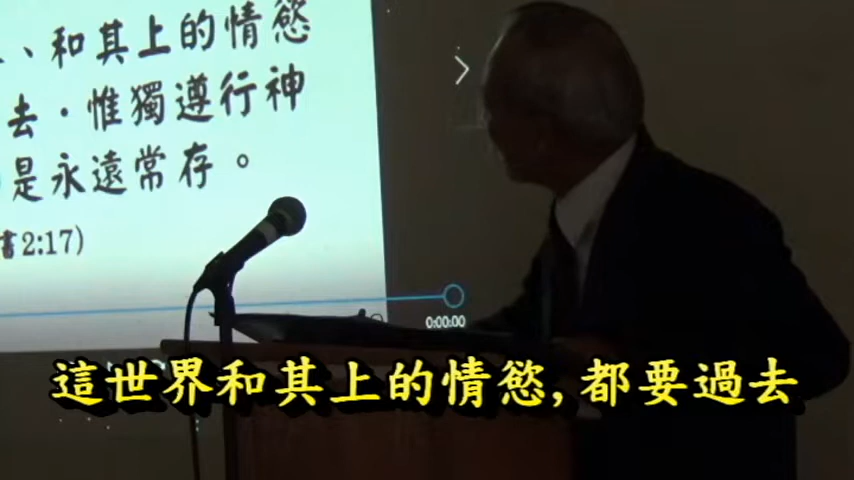 、和其上的情慾
去．惟獨遵行神
是永遠常存。
書2:17)
0:00:00
這世界和其上的情慾,都要過去